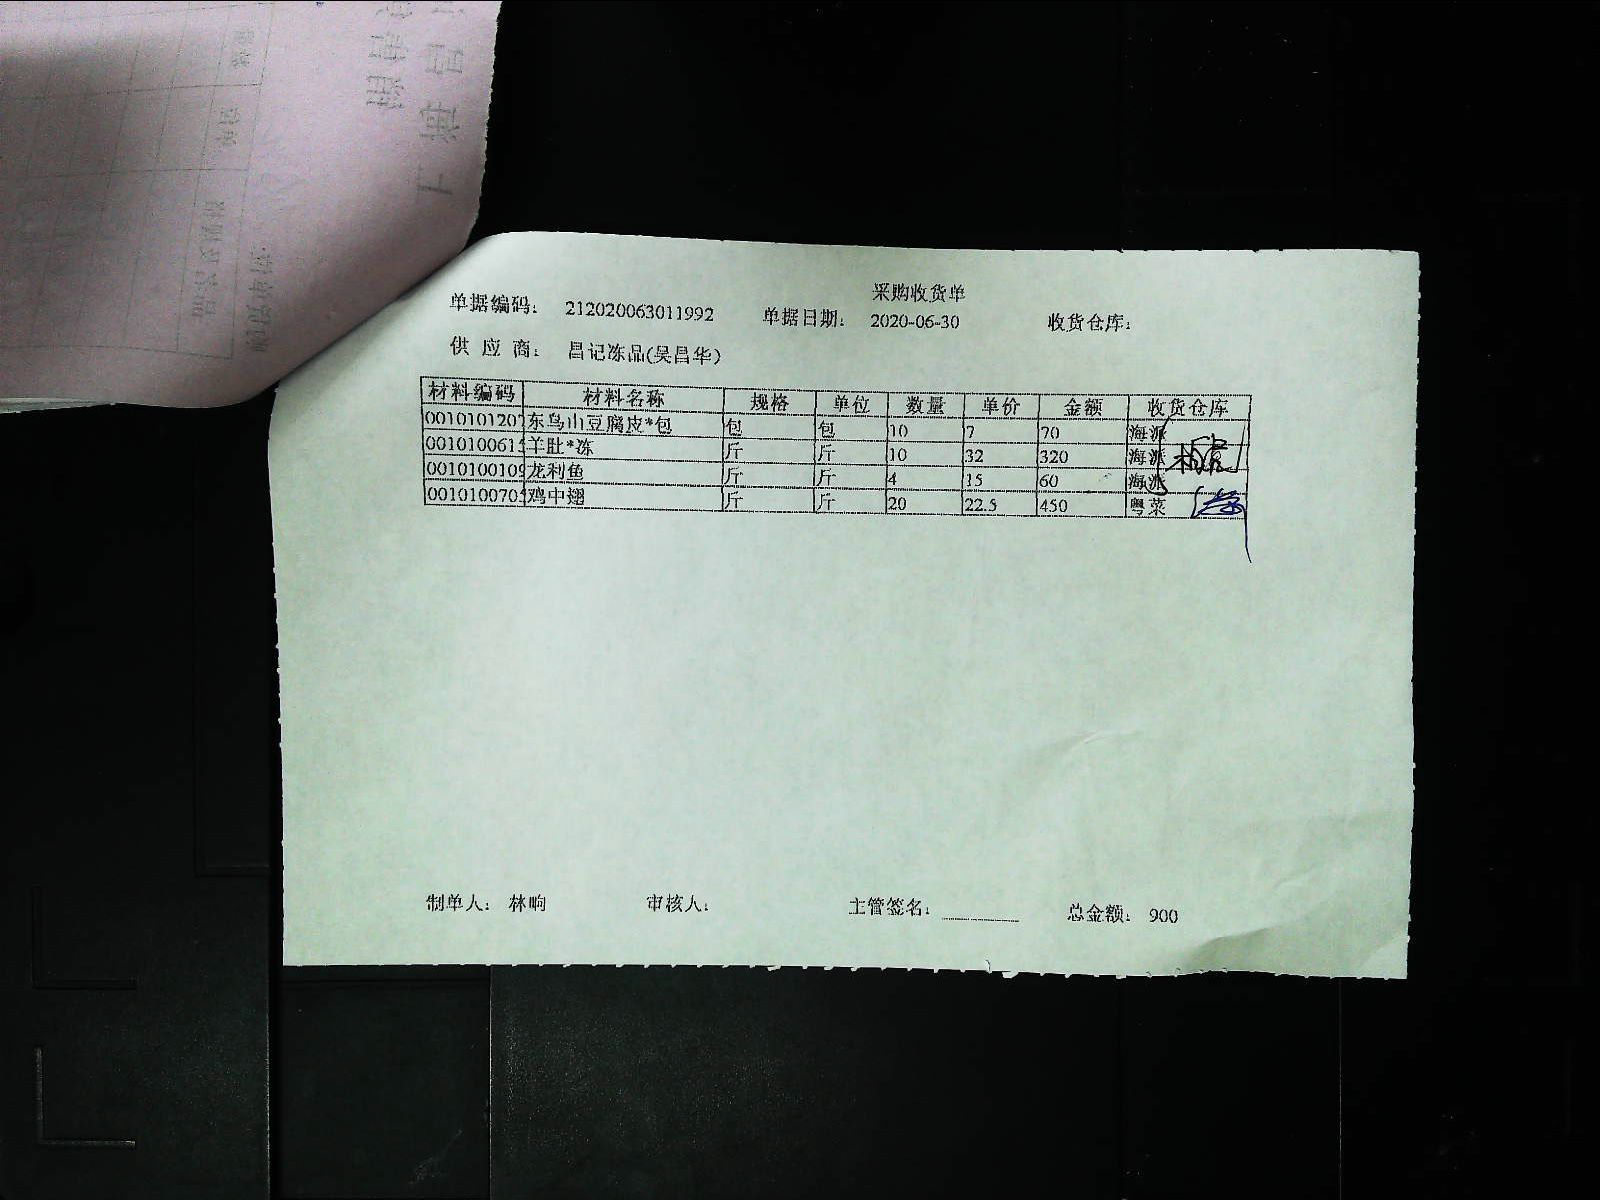 采购收货单
单据编码： 212020063011992 单据日期： 2020-06-30 收货仓库：
供 应 商： 昌记冻品(吴昌华)
材料编码 材料名称 规格 单位 数量 单价 金额 收货仓库
0010101207 东乌山豆腐皮*包 包 包 10 7 70 海派
001010061 羊肚*冻 斤 斤 10 32 320 海派
001010010 龙利鱼 斤 斤 4 15 60 海派
001010070 鸡中翅 斤 斤 20 22.5 450 粤菜
制单人： 林响 审核人： 主管签名： 总金额： 900